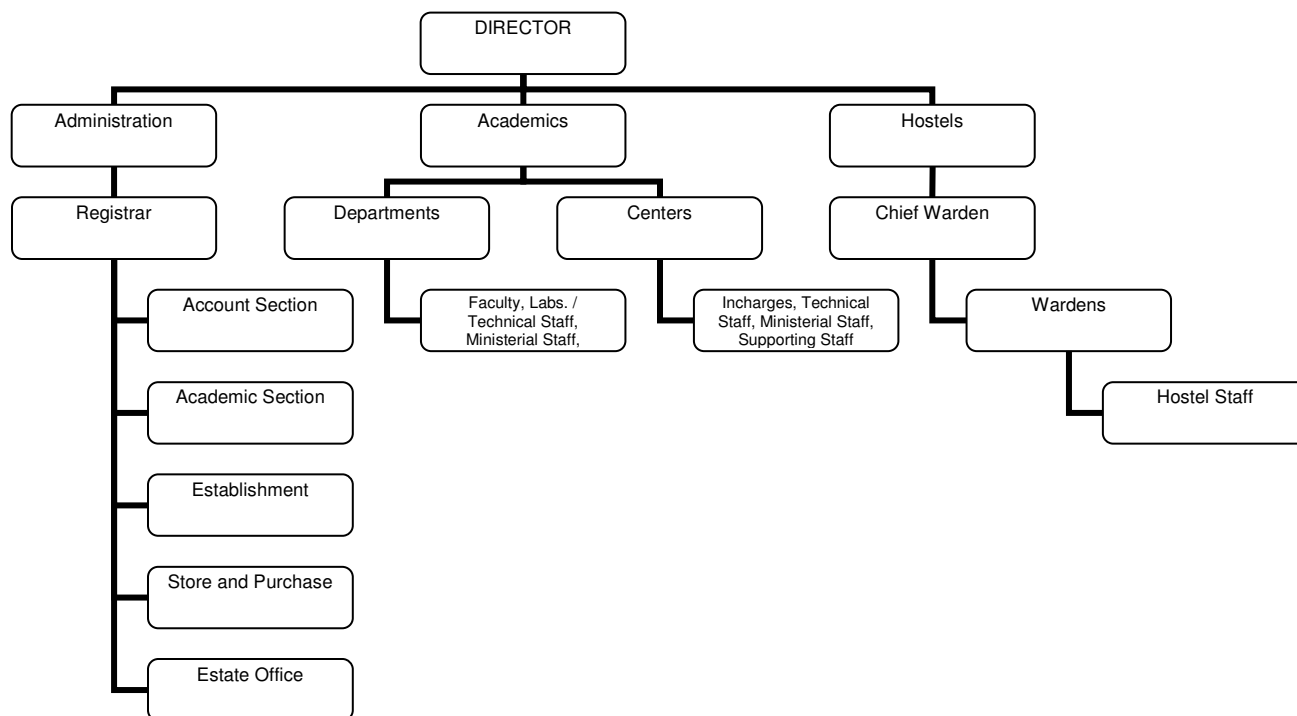 DIRECTOR
Administration
Academics
Hostels
Registrar
Departments
Centers
Chief Warden
Account Section
Faculty, Labs. /
Technical Staff,
Ministerial Staff,
Incharges, Technical
Staff, Ministerial Staff,
Supporting Staff
Wardens
Academic Section
Hostel Staff
Establishment
Store and Purchase
Estate Office